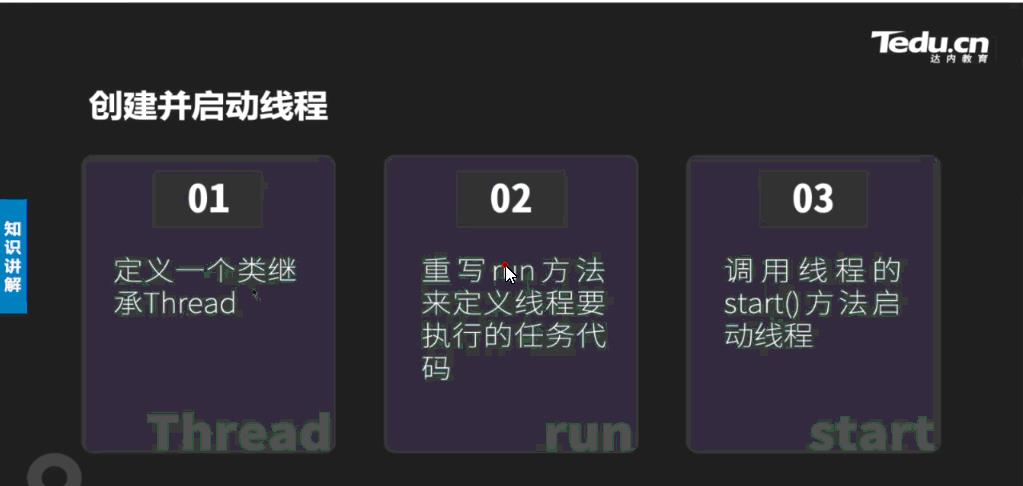 Tedu.cn
达内教育
创建并启动线程
知识讲解
01
定义一个类继
承Thread
Thread
02
重写run方法
来定义线程要
执行的任务代
码
run
03
调用线程的
start()方法启
动线程
start